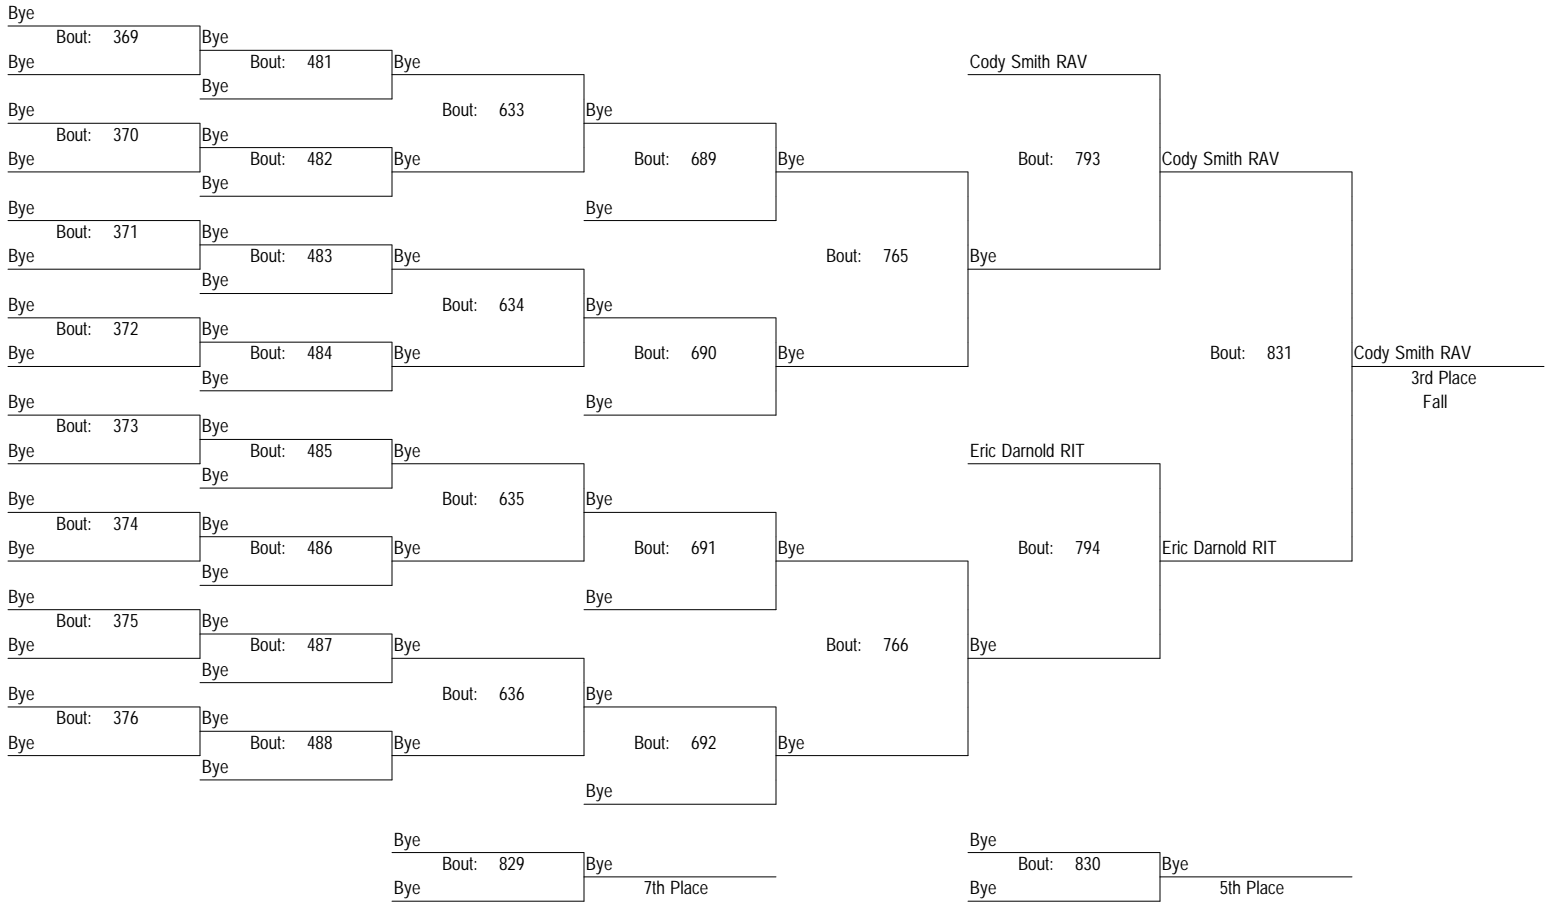 Bye
Bout: 369 Bye
Bye Bout: 481 Bye Cody Smith RAV
Bye
Bye Bout: 633 Bye
Bout: 370 Bye
Bye Bout: 482 Bye Bout: 689 Bye Bout: 793 Cody Smith RAV
Bye
Bye Bye
Bout: 371 Bye
Bye Bout: 483 Bye Bout: 765 Bye
Bye
Bye Bout: 634 Bye
Bout: 372 Bye
Bye Bout: 484 Bye Bout: 690 Bye Bout: 831 Cody Smith RAV
Bye 3rd Place
Bye Bye Fall
Bout: 373 Bye
Bye Bout: 485 Bye Eric Darnold RIT
Bye
Bye Bout: 635 Bye
Bout: 374 Bye
Bye Bout: 486 Bye Bout: 691 Bye Bout: 794 Eric Darnold RIT
Bye
Bye Bye
Bout: 375 Bye
Bye Bout: 487 Bye Bout: 766 Bye
Bye
Bye Bout: 636 Bye
Bout: 376 Bye
Bye Bout: 488 Bye Bout: 692 Bye
Bye
Bye
Bye Bye
Bout: 829 Bye Bout: 830 Bye
Bye 7th Place Bye 5th Place